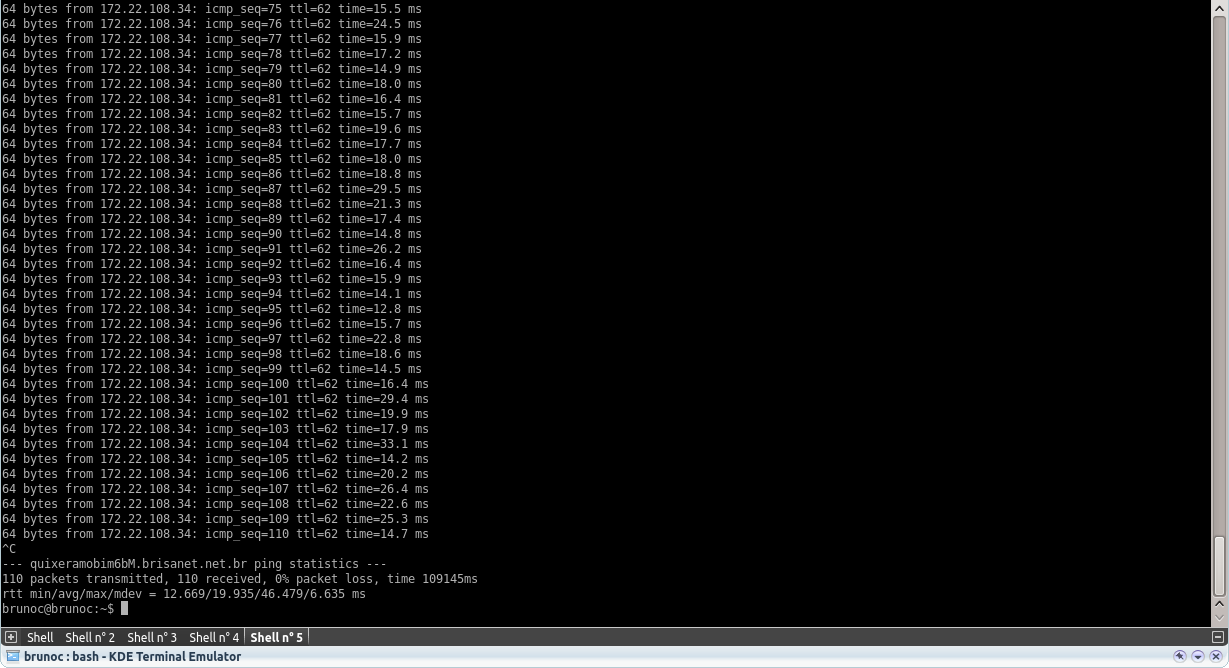 64 bytes from 172.22.108.34: icmp_seq=75 ttl=62 time=15.5 ms
64 bytes from 172.22.108.34: icmp_seq=76 ttl=62 time=24.5 ms
64 bytes from 172.22.108.34: icmp_seq=77 ttl=62 time=15.9 ms
64 bytes from 172.22.108.34: icmp_seq=78 ttl=62 time=17.2 ms
64 bytes from 172.22.108.34: icmp_seq=79 ttl=62 time=14.9 ms
64 bytes from 172.22.108.34: icmp_seq=80 ttl=62 time=18.0 ms
64 bytes from 172.22.108.34: icmp_seq=81 ttl=62 time=16.4 ms
64 bytes from 172.22.108.34: icmp_seq=82 ttl=62 time=15.7 ms
64 bytes from 172.22.108.34: icmp_seq=83 ttl=62 time=19.6 ms
64 bytes from 172.22.108.34: icmp_seq=84 ttl=62 time=17.7 ms
64 bytes from 172.22.108.34: icmp_seq=85 ttl=62 time=18.0 ms
64 bytes from 172.22.108.34: icmp_seq=86 ttl=62 time=18.8 ms
64 bytes from 172.22.108.34: icmp_seq=87 ttl=62 time=29.5 ms
64 bytes from 172.22.108.34: icmp_seq=88 ttl=62 time=21.3 ms
64 bytes from 172.22.108.34: icmp_seq=89 ttl=62 time=17.4 ms
64 bytes from 172.22.108.34: icmp_seq=90 ttl=62 time=14.8 ms
64 bytes from 172.22.108.34: icmp_seq=91 ttl=62 time=26.2 ms
64 bytes from 172.22.108.34: icmp_seq=92 ttl=62 time=16.4 ms
64 bytes from 172.22.108.34: icmp_seq=93 ttl=62 time=15.9 ms
64 bytes from 172.22.108.34: icmp_seq=94 ttl=62 time=14.1 ms
64 bytes from 172.22.108.34: icmp_seq=95 ttl=62 time=12.8 ms
64 bytes from 172.22.108.34: icmp_seq=96 ttl=62 time=15.7 ms
64 bytes from 172.22.108.34: icmp_seq=97 ttl=62 time=22.8 ms
64 bytes from 172.22.108.34: icmp_seq=98 ttl=62 time=18.6 ms
64 bytes from 172.22.108.34: icmp_seq=99 ttl=62 time=14.5 ms
64 bytes from 172.22.108.34: icmp_seq=100 ttl=62 time=16.4 ms
64 bytes from 172.22.108.34: icmp_seq=101 ttl=62 time=29.4 ms
64 bytes from 172.22.108.34: icmp_seq=102 ttl=62 time=19.9 ms
64 bytes from 172.22.108.34: icmp_seq=103 ttl=62 time=17.9 ms
64 bytes from 172.22.108.34: icmp_seq=104 ttl=62 time=33.1 ms
64 bytes from 172.22.108.34: icmp_seq=105 ttl=62 time=14.2 ms
64 bytes from 172.22.108.34: icmp_seq=106 ttl=62 time=20.2 ms
64 bytes from 172.22.108.34: icmp_seq=107 ttl=62 time=26.4 ms
64 bytes from 172.22.108.34: icmp_seq=108 ttl=62 time=22.6 ms
64 bytes from 172.22.108.34: icmp_seq=109 ttl=62 time=25.3 ms
64 bytes from 172.22.108.34: icmp_seq=110 ttl=62 time=14.7 ms
^C
--- quixeramobim6bM.brisanet.net.br ping statistics ---
110 packets transmitted, 110 received, 0% packet loss, time 109145ms
rtt min/avg/max/mdev = 12.669/19.935/46.479/6.635 ms
brunoc@brunoc:~$
Shell Shell n° 2 Shell n° 3 Shell n° 4 Shell n° 5
brunoc : bash - KDE Terminal Emulator